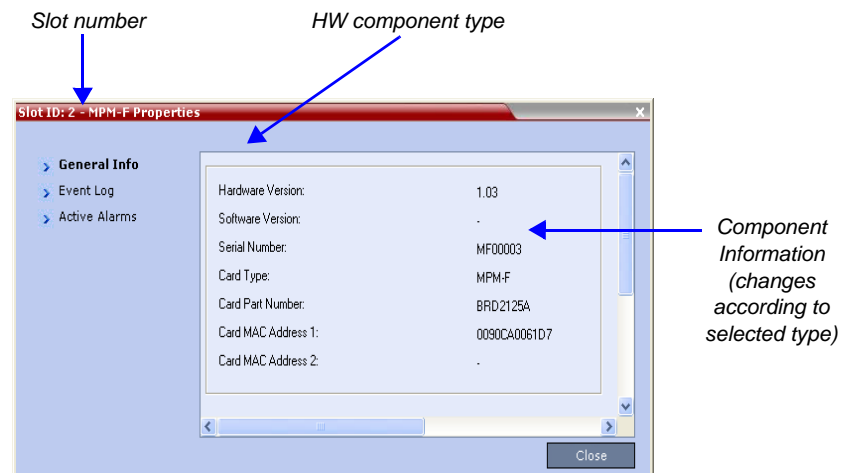 Slot number
HW component type
Slot ID: 2 - MPM-F Properties
X
General Info
Event Log
Active Alarms
Hardware Version: 1.03
Software Version: -
Serial Number: MF00003
Card Type: MPM-F
Card Part Number: BRD2125A
Card MAC Address 1: 0090CA0061D7
Card MAC Address 2: -
Component
Information
(changes
according to
selected type)
Close